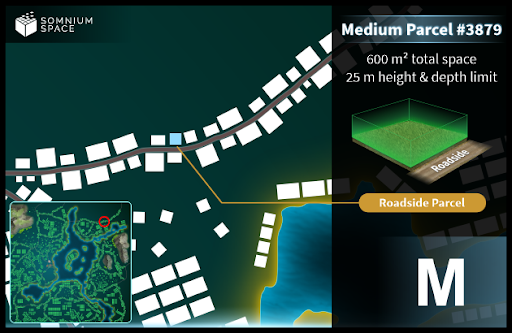 SOMNIUM
SPACE
Medium Parcel #3879
600 m² total space
25 m height & depth limit
Roadside
Roadside Parcel
M